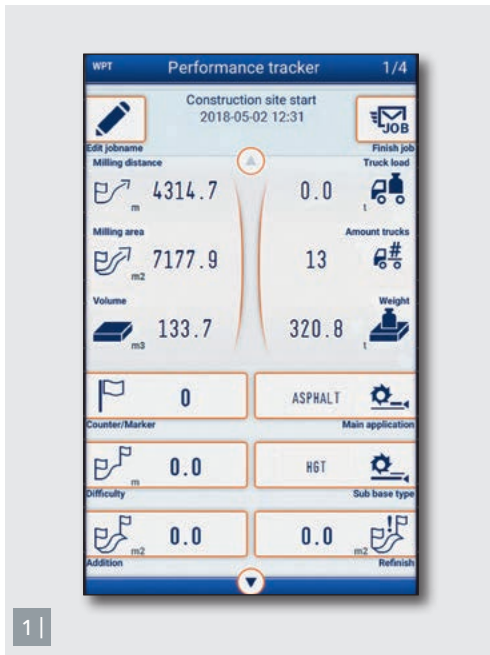 WPT Performance tracker 1/4
Construction site start
2018-05-02 12:31
JOB
Edit jobname Finish job
Milling distance Truck load
4314.7 m 0.0 t
Milling area Amount trucks
7177.9 m2 13 #
Volume Weight
133.7 m3 320.8 t
0 ASPHALT
Counter/Marker Main application
0.0 m HGT
Difficulty Sub base type
0.0 m2 0.0 m2 !
Addition Refinish
1|